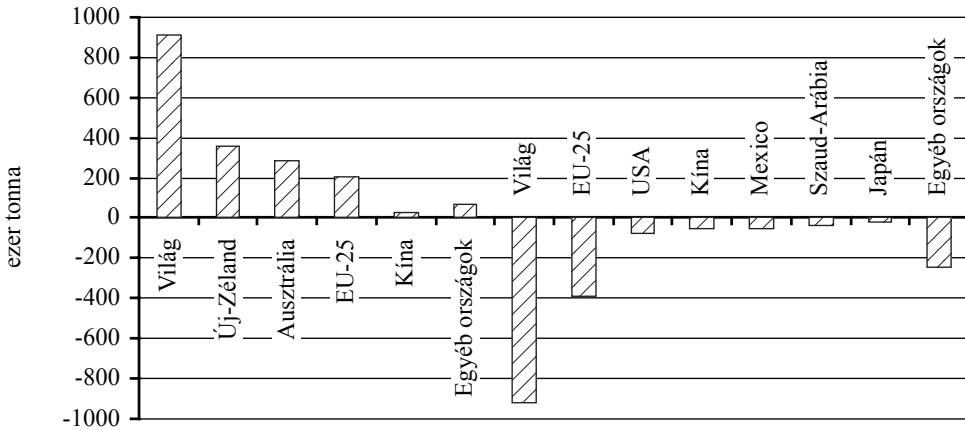 1000
800
600
400
200
0
-200
-400
-600
-800
-1000
ezer tonna
Világ
Új-Zéland
Ausztrália
EU-25
Kína
Egyéb országok
Világ
EU-25
USA
Kína
Mexico
Szaud-Arábia
Japán
Egyéb országok